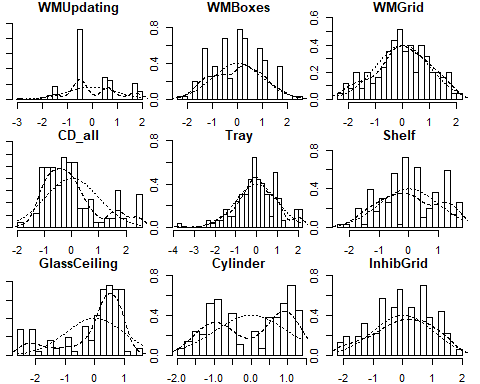 WMUpdating WMBoxes WMGrid
0.0 0.4 0.8
0.0 0.2 0.4 0.6
-3 -2 -1 0 1 2
-2 -1 0 1 2
-2 -1 0 1 2
CD_all Tray Shelf
0.0 0.4 0.8
0.0 0.4
-2 -1 0 1 2
-4 -3 -2 -1 0 1 2
-2 -1 0 1
GlassCeiling Cylinder InhibGrid
0.0 0.4 0.8
0.0 0.4 0.8
-2 -1 0 1
-2.0 -1.0 0.0 1.0
-2 -1 0 1 2